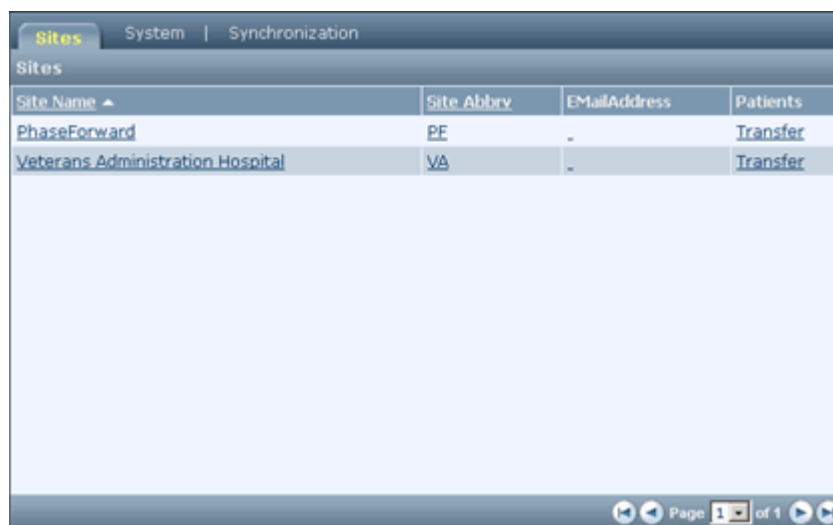 Sites System | Synchronization
Sites
Site Name Site Abbrv EMailAddress Patients
PhaseForward PF - Transfer
Veterans Administration Hospital VA - Transfer
Page 1 of 1